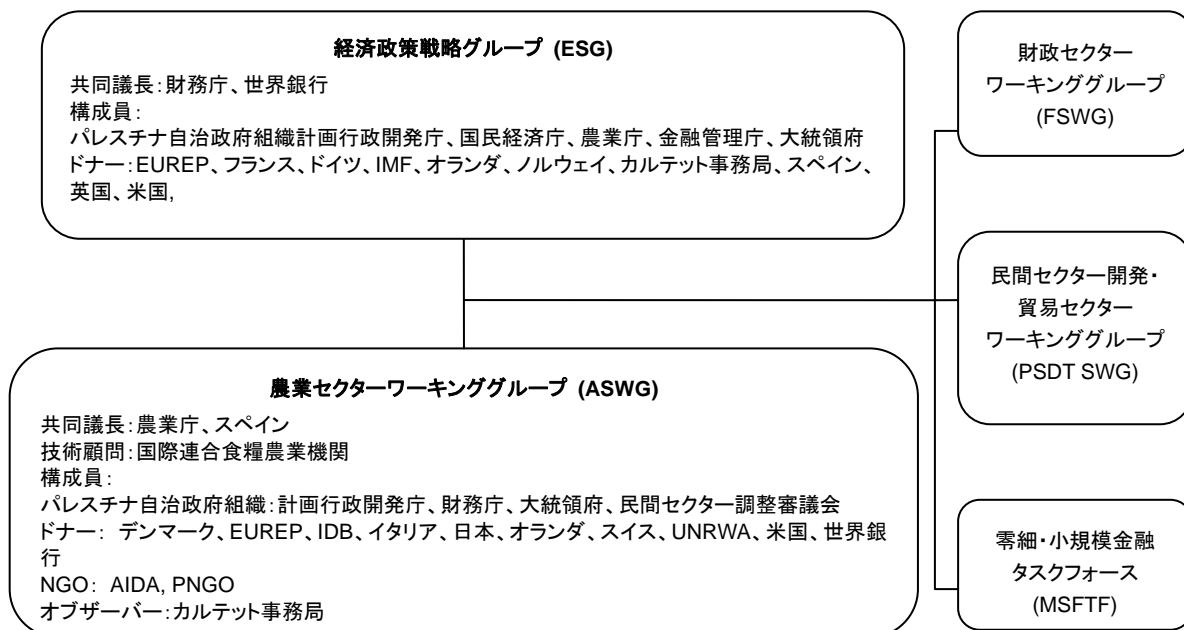 経済政策戦略グループ (ESG)
共同議長：財務庁、世界銀行
構成員：
パレスチナ自治政府組織計画行政開発庁、国民経済庁、農業庁、金融管理庁、大統領府
ドナー：EUREP、フランス、ドイツ、IMF、オランダ、ノルウェイ、カルテット事務局、スペイン、
英国、米国,
財政セクター
ワーキンググループ
(FSWG)
民間セクター開発・
貿易セクター
ワーキンググループ
(PSDT SWG)
農業セクターワーキンググループ (ASWG)
共同議長：農業庁、スペイン
技術顧問：国際連合食糧農業機関
構成員：
パレスチナ自治政府組織：計画行政開発庁、財務庁、大統領府、民間セクター調整審議会
ドナー： デンマーク、EUREP、IDB、イタリア、日本、オランダ、スイス、UNRWA、米国、世界銀
行
NGO： AIDA, PNGO
オブザーバー：カルテット事務局
零細・小規模金融
タスクフォース
(MSFTF)